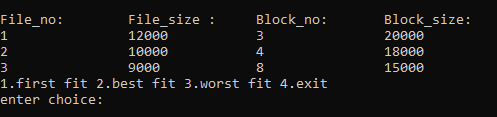 File_no: File_size : Block_no: Block_size:
1 12000 3 20000
2 10000 4 18000
3 9000 8 15000
1.first fit 2.best fit 3.worst fit 4.exit
enter choice: